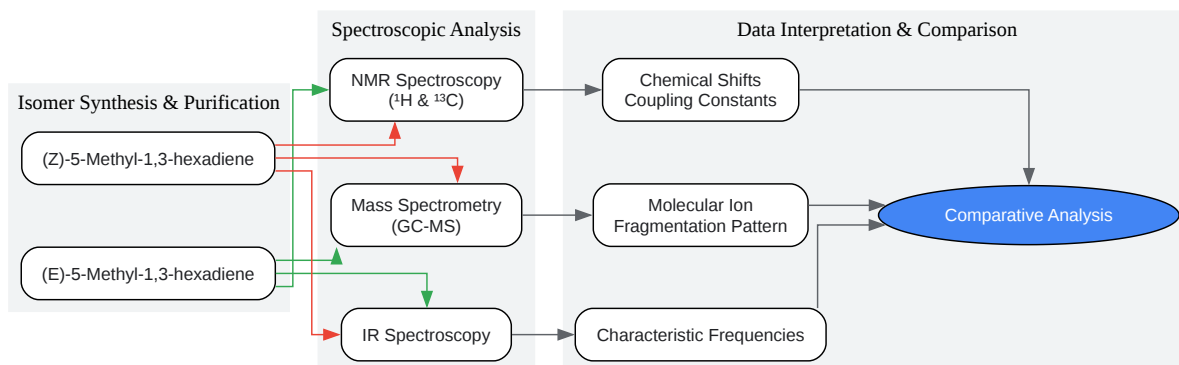 Isomer Synthesis & Purification
(Z)-5-Methyl-1,3-hexadiene
(E)-5-Methyl-1,3-hexadiene
Spectroscopic Analysis
NMR Spectroscopy
(¹H & ¹³C)
Mass Spectrometry
(GC-MS)
IR Spectroscopy
Data Interpretation & Comparison
Chemical Shifts
Coupling Constants
Molecular Ion
Fragmentation Pattern
Characteristic Frequencies
Comparative Analysis